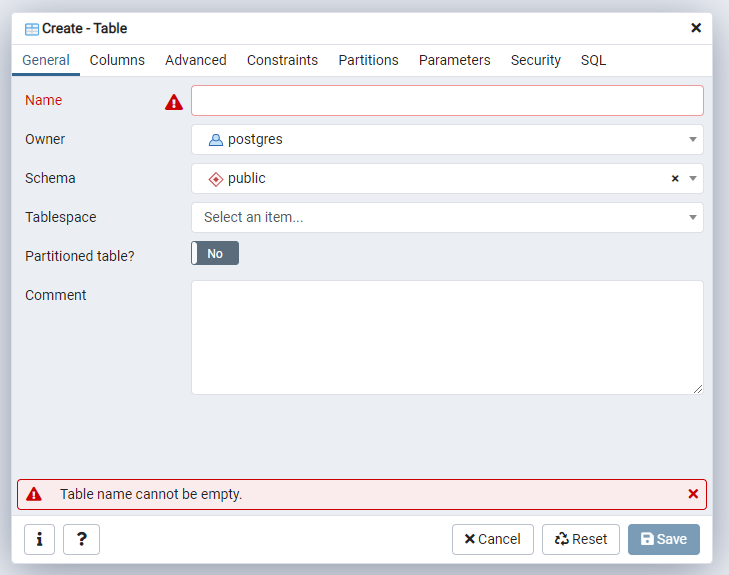 Create - Table
General Columns Advanced Constraints Partitions Parameters Security SQL
Name
Owner postgres
Schema public
Tablespace Select an item...
Partitioned table? No
Comment
Table name cannot be empty.
i ? Cancel Reset Save